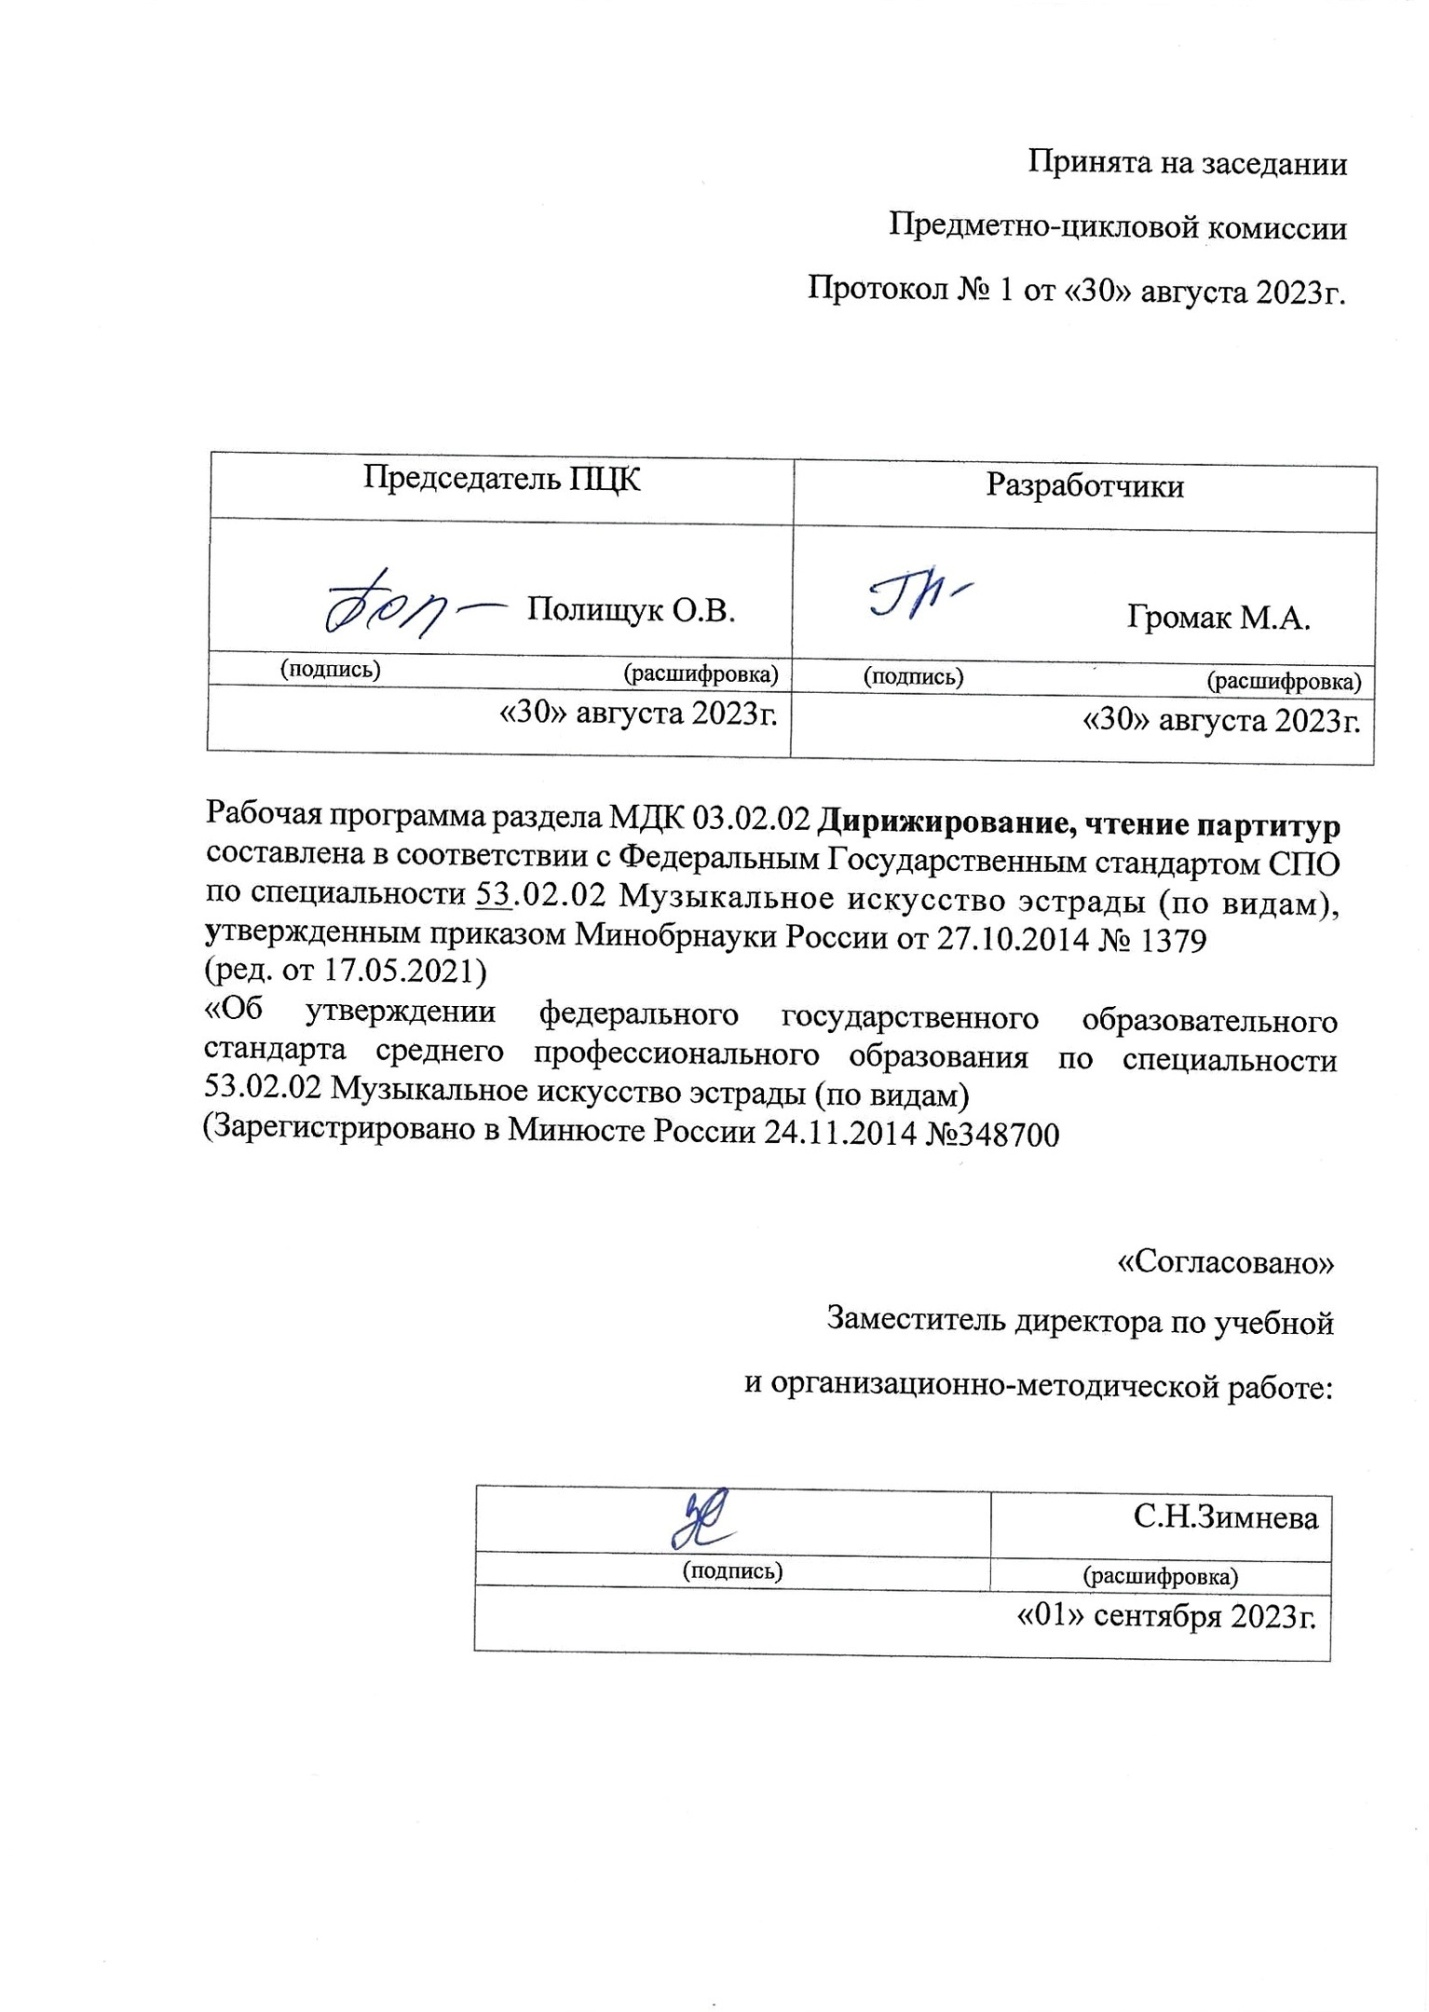 Принята на заседании
Предметно-цикловой комиссии
Протокол № 1 от «30» августа 2023г.
Председатель ПЦК Разработчики
Полищук О.В. Громак М.А.
(подпись) (расшифровка) (подпись) (расшифровка)
«30» августа 2023г. «30» августа 2023г.
Рабочая программа раздела МДК 03.02.02 Дирижирование, чтение партитур
составлена в соответствии с Федеральным Государственным стандартом СПО
по специальности 53.02.02 Музыкальное искусство эстрады (по видам),
утвержденным приказом Минобрнауки России от 27.10.2014 № 1379
(ред. от 17.05.2021)
«Об утверждении федерального государственного образовательного
стандарта среднего профессионального образования по специальности
53.02.02 Музыкальное искусство эстрады (по видам)
(Зарегистрировано в Минюсте России 24.11.2014 №348700
«Согласовано»
Заместитель директора по учебной
и организационно-методической работе:
С.Н.Зимнева
(подпись) (расшифровка)
«01» сентября 2023г.